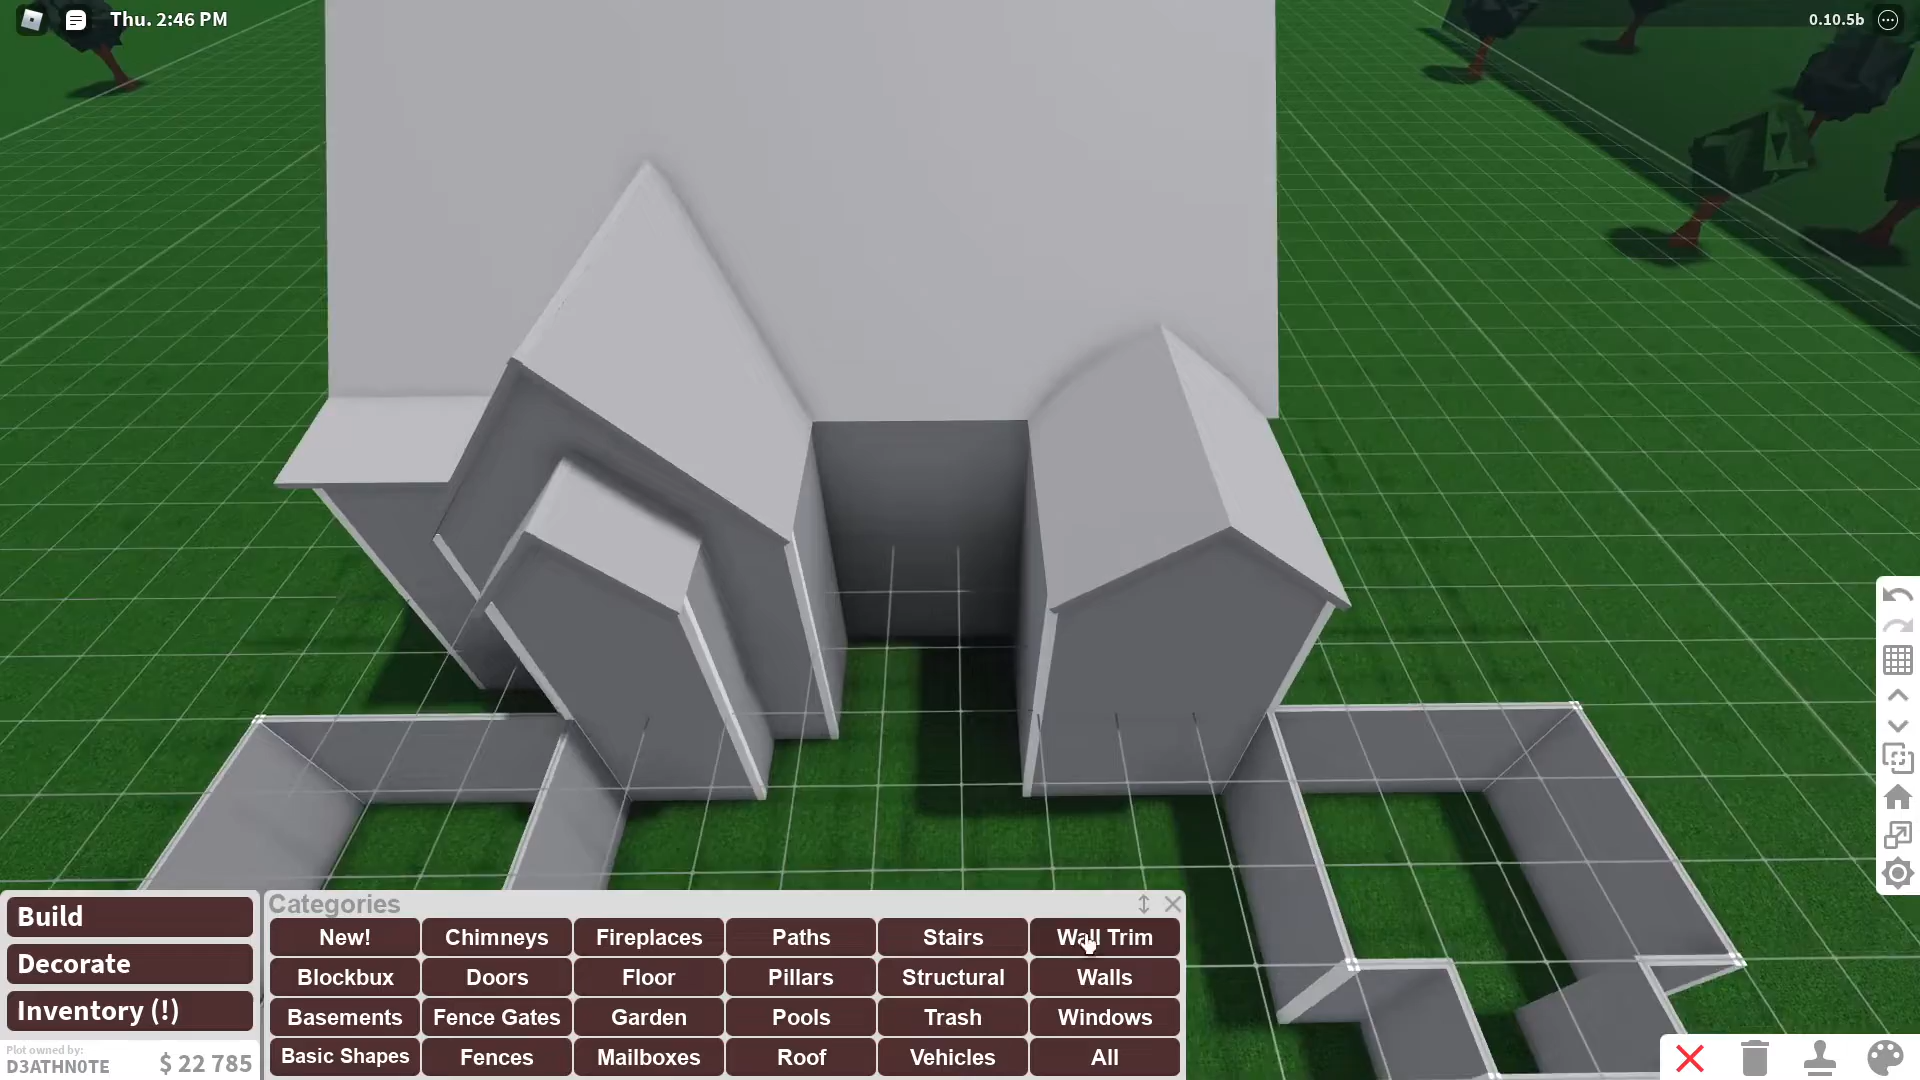 Thu. 2:46 PM
0.10.5b
Build
Decorate
Inventory (!)
Plot owned by:
D3ATHN0TE
$ 22 785
Categories
New! Chimneys Fireplaces Paths Stairs Wall Trim
Blockbux Doors Floor Pillars Structural Walls
Basements Fence Gates Garden Pools Trash Windows
Basic Shapes Fences Mailboxes Roof Vehicles All